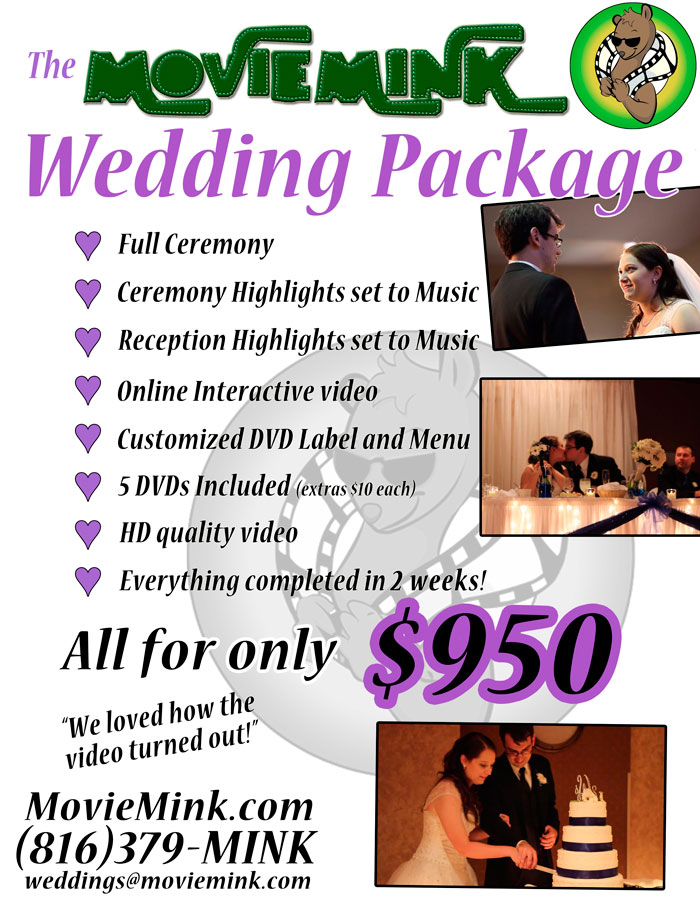 The MOVIEMINK
Wedding Package
Full Ceremony
Ceremony Highlights set to Music
Reception Highlights set to Music
Online Interactive video
Customized DVD Label and Menu
5 DVDs Included (extras $10 each)
HD quality video
Everything completed in 2 weeks!
All for only $950
“We loved how the
video turned out!”
MovieMink.com
(816)379-MINK
weddings@moviemink.com